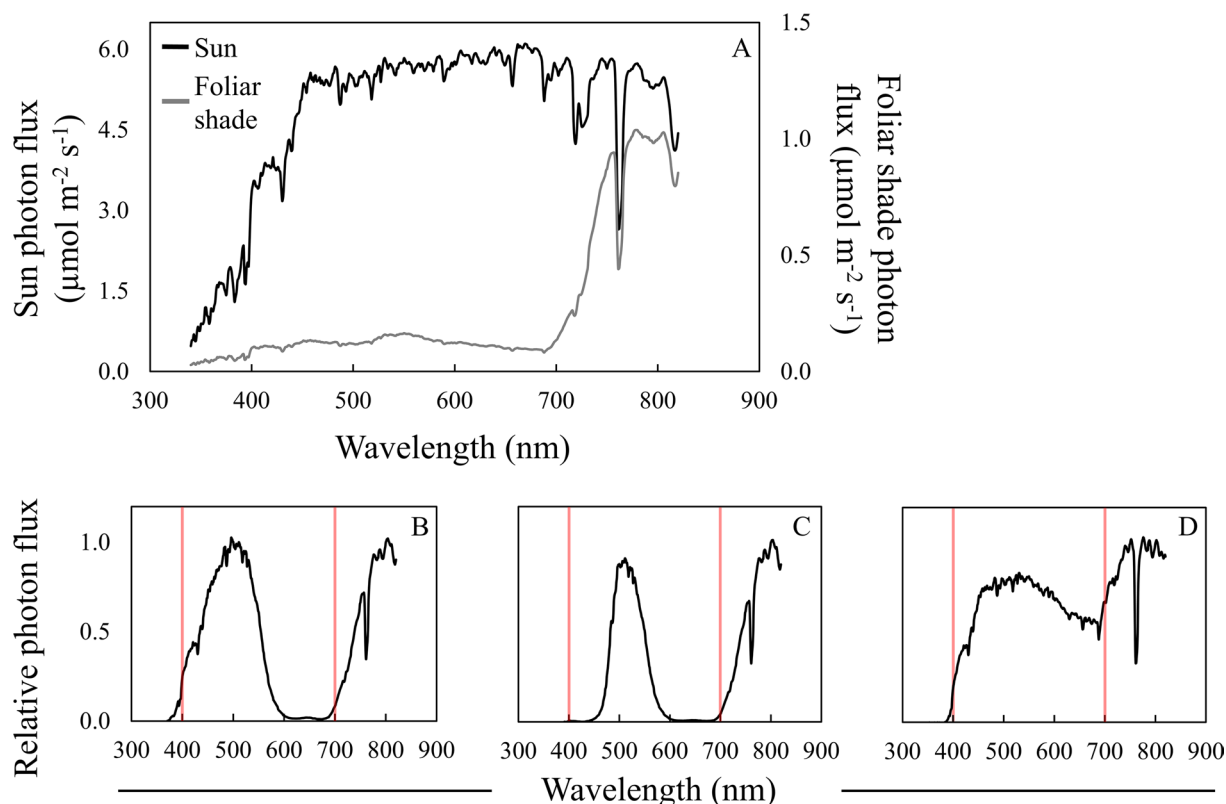 A
Sun
Foliar
shade
Sun photon flux
(μmol m⁻² s⁻¹)
6.0
4.5
3.0
1.5
0.0
1.5
1.0
0.5
0.0
Foliar shade photon
flux (μmol m⁻² s⁻¹)
300 400 500 600 700 800 900
Wavelength (nm)
Relative photon flux
1.0
0.5
0.0
B
C
D
300 400 500 600 700 800 900
300 400 500 600 700 800 900
300 400 500 600 700 800 900
Wavelength (nm)